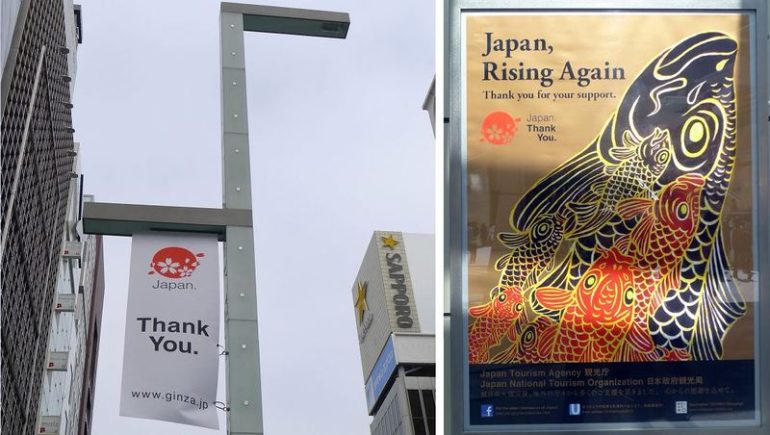 Japan.
Thank
You.
www.ginza.jp
SAPPORO
Japan,
Rising Again
Thank you for your support.
Japan.
Thank
You.
Japan Tourism Agency 観光庁
Japan National Tourism Organization 日本政府観光局